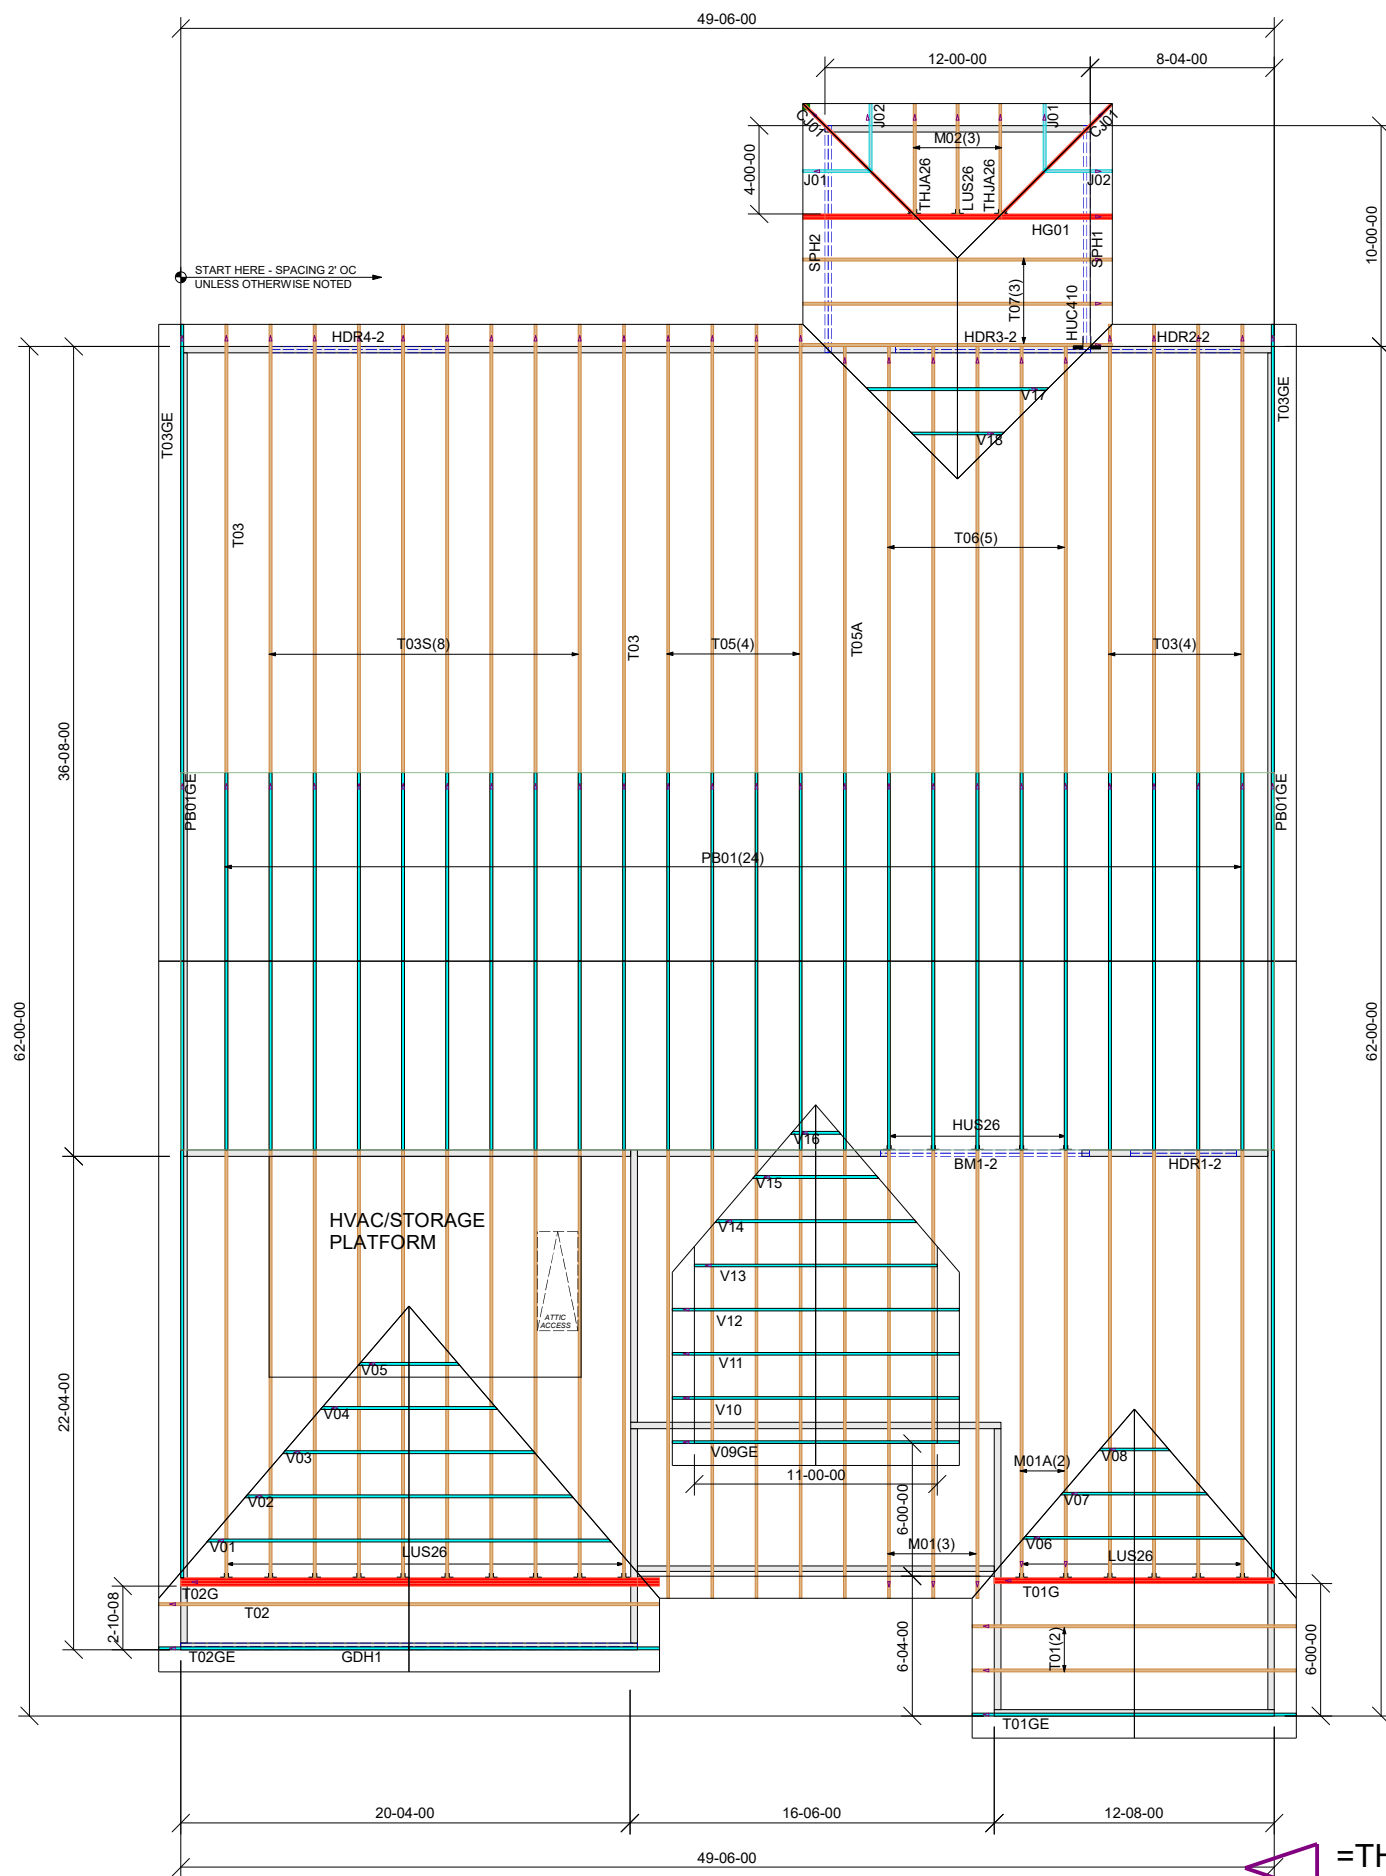 49-06-00
12-00-00
8-04-00
CJ01
J02
J01
CJ01
M02(3)
4-00-00
THJA26
LUS26
THJA26
J01
J02
HG01
SPH2
SPH1
10-00-00
START HERE - SPACING 2' OC
UNLESS OTHERWISE NOTED
T07(3)
HUC410
HDR4-2
HDR3-2
HDR2-2
T03GE
T03GE
V17
V18
T03
T06(5)
T03S(8)
T03
T05(4)
T05A
T03(4)
36-08-00
PB01GE
PB01GE
PB01(24)
62-00-00
62-00-00
HUS26
V16
BM1-2
HDR1-2
V15
HVAC/STORAGE
PLATFORM
V14
V13
ATTIC
ACCESS
V12
V11
V05
22-04-00
V04
V10
V03
V09GE
V08
M01A(2)
11-00-00
V02
V07
6-00-00
V01
LUS26
M01(3)
V06
LUS26
T02G
T01G
2-10-08
T02
T02GE
GDH1
6-04-00
T01(2)
6-00-00
T01GE
20-04-00
16-06-00
12-08-00
49-06-00
=TH